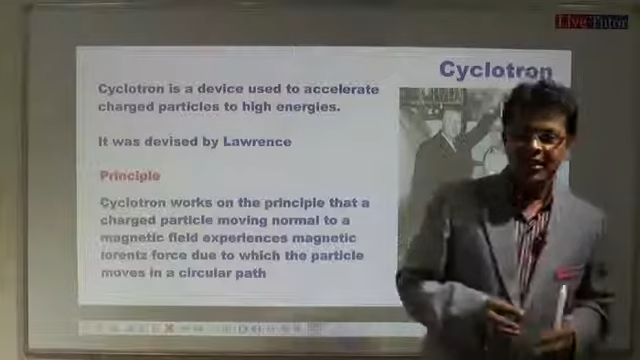 Live Tutor
Cyclotron
Cyclotron is a device used to accelerate
charged particles to high energies.
It was devised by Lawrence
Principle
Cyclotron works on the principle that a
charged particle moving normal to a
magnetic field experiences magnetic
lorentz force due to which the particle
moves in a circular path